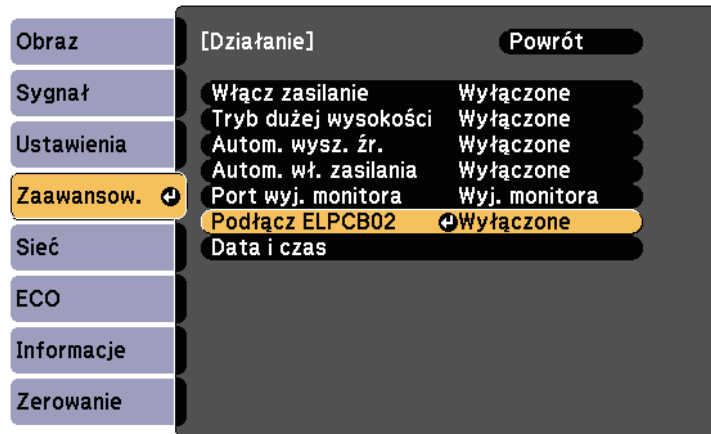 Obraz
Sygnał
Ustawienia
Zaawansow.
Sieć
ECO
Informacje
Zerowanie
[Działanie] Powrót
Włącz zasilanie Wyłączone
Tryb dużej wysokości Wyłączone
Autom. wysz. źr. Wyłączone
Autom. wł. zasilania Wyłączone
Port wyj. monitora Wyj. monitora
Podłącz ELPCB02 Wyłączone
Data i czas